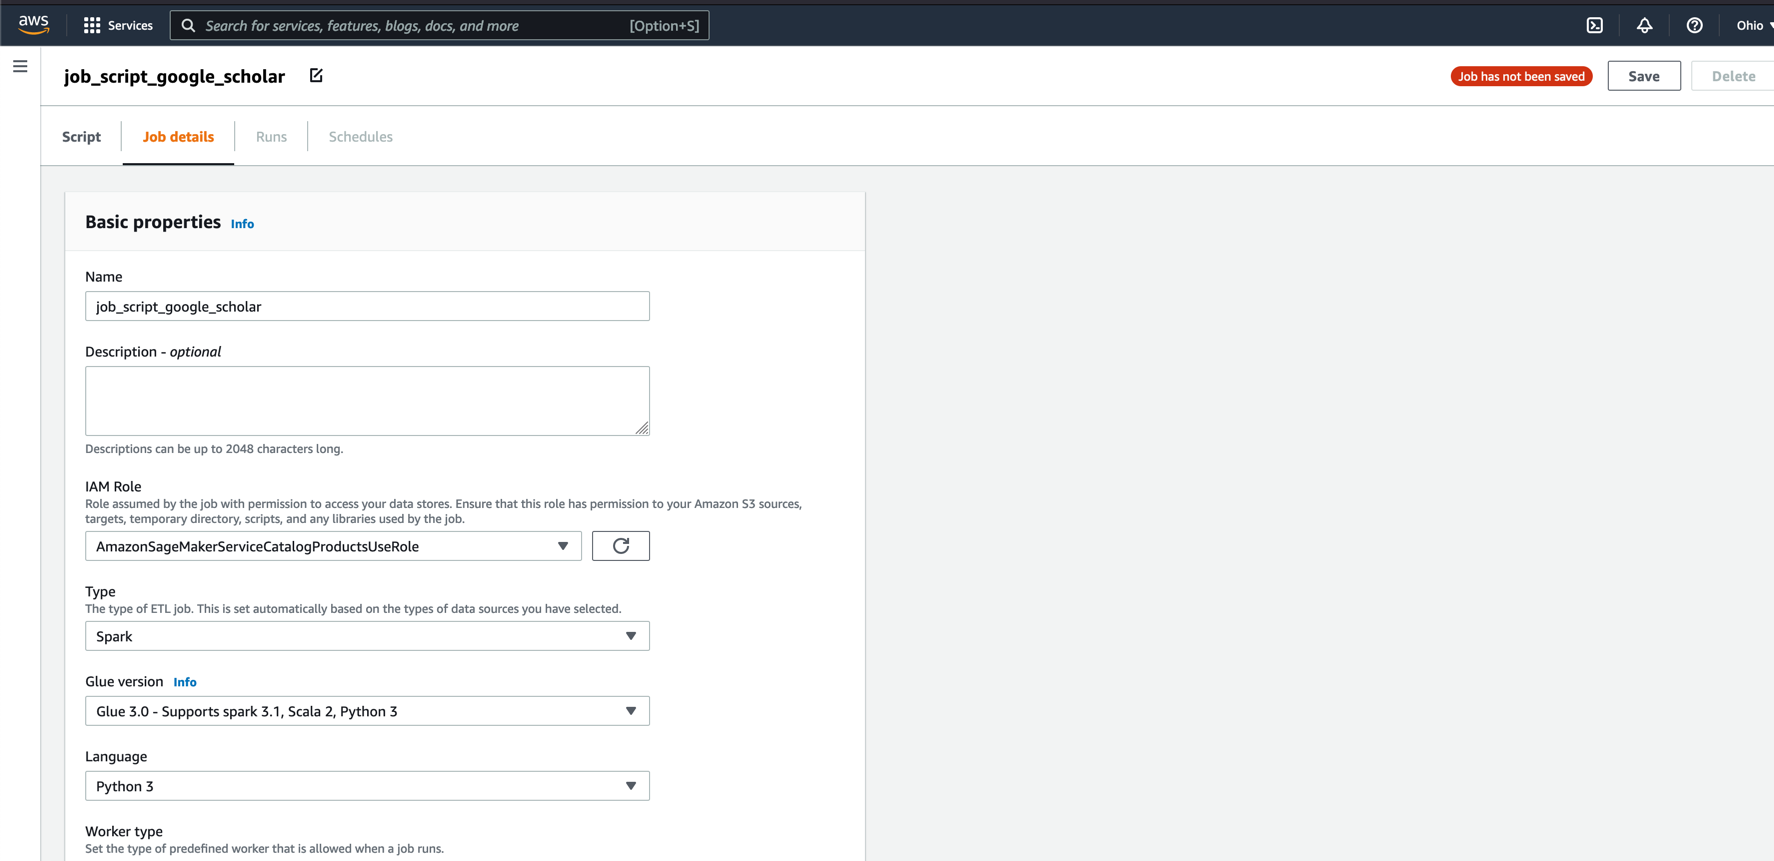 aws
Services
Search for services, features, blogs, docs, and more
[Option+S]
Ohio
job_script_google_scholar
Job has not been saved
Save
Delete
Script
Job details
Runs
Schedules
Basic properties Info
Name
job_script_google_scholar
Description - optional
Descriptions can be up to 2048 characters long.
IAM Role
Role assumed by the job with permission to access your data stores. Ensure that this role has permission to your Amazon S3 sources,
targets, temporary directory, scripts, and any libraries used by the job.
AmazonSageMakerServiceCatalogProductsUseRole
Type
The type of ETL job. This is set automatically based on the types of data sources you have selected.
Spark
Glue version Info
Glue 3.0 - Supports spark 3.1, Scala 2, Python 3
Language
Python 3
Worker type
Set the type of predefined worker that is allowed when a job runs.